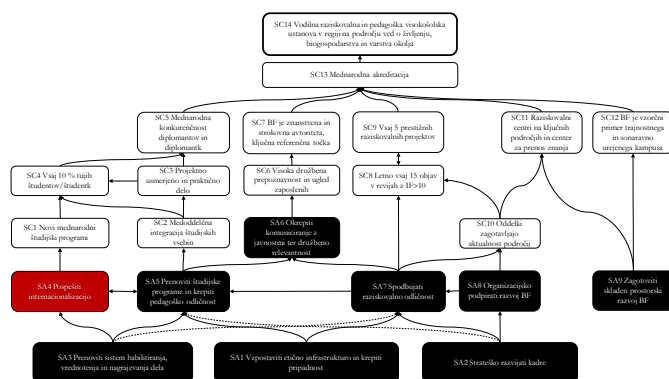 SC14 Vodilna raziskovalna in pedagoška visokošolska
ustanova v regiji na področju ved o življenju,
biogospodarstva in varstva okolja
SC13 Mednarodna akreditacija
SC5 Mednarodna
konkurenčnost
diplomantov in
diplomantk
SC7 BF je znanstvena in
strokovna avtoriteta,
ključna referenčna točka
SC9 Vsaj 5 prestižnih
raziskovalnih projektov
SC11 Raziskovalni
centri na ključnih
področjih in center
za prenos znanja
SC12 BF je vzorčni
primer trajnostnega
in sonaravno
urejenega kampusa
SC4 Vsaj 10 % tujih
študentov/študentk
SC3 Projektno
usmerjeno in praktično
delo
SC6 Visoka družbena
prepoznavnost in ugled
zaposlenih
SC8 Letno vsaj 15 objav
v revijah z IF>10
SC1 Novi mednarodni
študijski programi
SC2 Medoddelčna
integracija študijskih
vsebin
SA6 Okrepiti
komuniciranje z
javnostmi ter družbeno
relevantnost
SC10 Oddelki
zagotavljajo
aktualnost področij
SA4 Pospešiti
internacionalizacijo
SA5 Prenoviti študijske
programe in krepiti
pedagoško odličnost
SA7 Spodbujati
raziskovalno odličnost
SA8 Organizacijsko
podpirati razvoj BF
SA9 Zagotoviti
skladen prostorski
razvoj BF
SA3 Prenoviti sistem habilitiranja,
vrednotenja in nagrajevanja dela
SA1 Vzpostaviti etično infrastrukturo in krepiti
pripadnost
SA2 Strateško razvijati kadre